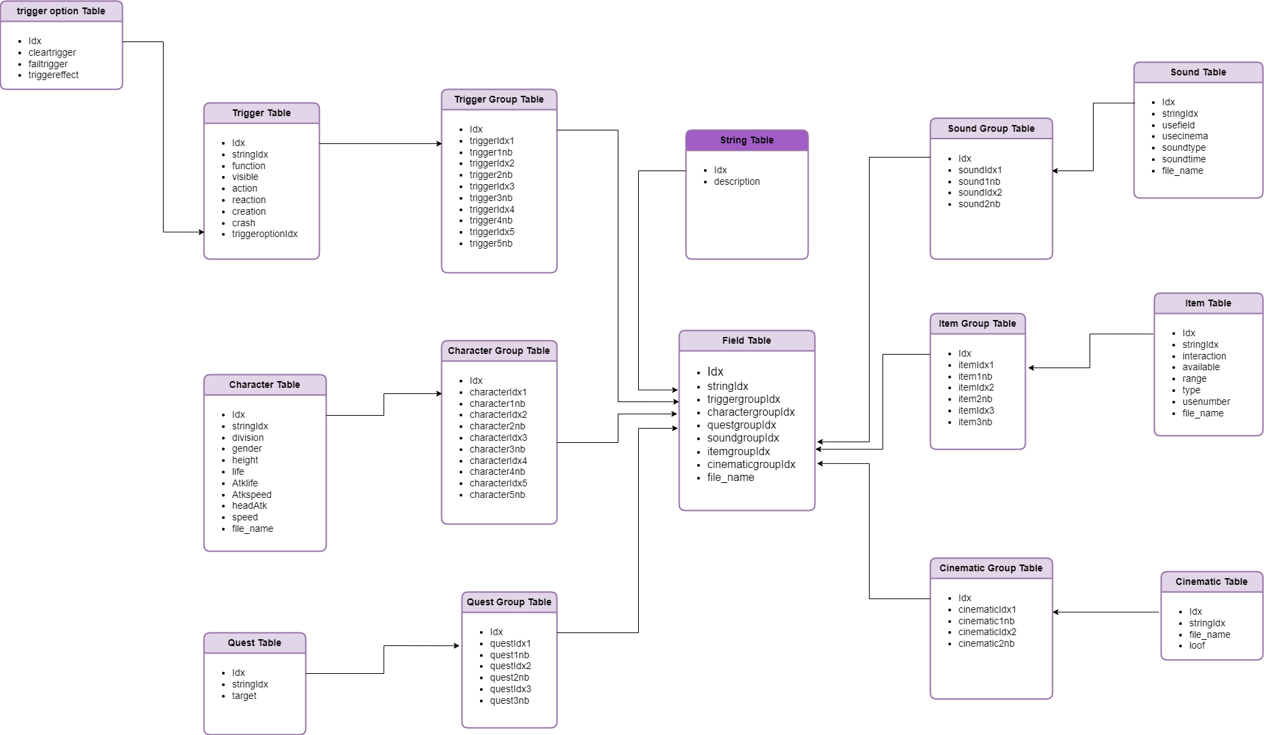 trigger option Table
Idx
cleartrigger
failtrigger
triggereffect
Trigger Table
Idx
stringIdx
function
visible
action
reaction
creation
crash
triggeroptionIdx
Trigger Group Table
Idx
triggerIdx1
trigger1nb
triggerIdx2
trigger2nb
triggerIdx3
trigger3nb
triggerIdx4
trigger4nb
triggerIdx5
trigger5nb
String Table
Idx
description
Sound Group Table
Idx
soundIdx1
sound1nb
soundIdx2
sound2nb
Sound Table
Idx
stringIdx
usefield
usecinema
soundtype
soundtime
file_name
Character Table
Idx
stringIdx
division
gender
height
life
Atklife
Atkspeed
headAtk
speed
file_name
Character Group Table
Idx
characterIdx1
character1nb
characterIdx2
character2nb
characterIdx3
character3nb
characterIdx4
character4nb
characterIdx5
character5nb
Field Table
Idx
stringIdx
triggergroupIdx
charactergroupIdx
questgroupIdx
soundgroupIdx
itemgroupIdx
cinematicgroupIdx
file_name
Item Group Table
Idx
itemIdx1
item1nb
itemIdx2
item2nb
itemIdx3
item3nb
Item Table
Idx
stringIdx
interaction
available
range
type
usenumber
file_name
Quest Table
Idx
stringIdx
target
Quest Group Table
Idx
questIdx1
quest1nb
questIdx2
quest2nb
questIdx3
quest3nb
Cinematic Group Table
Idx
cinematicIdx1
cinematic1nb
cinematicIdx2
cinematic2nb
Cinematic Table
Idx
stringIdx
file_name
loof